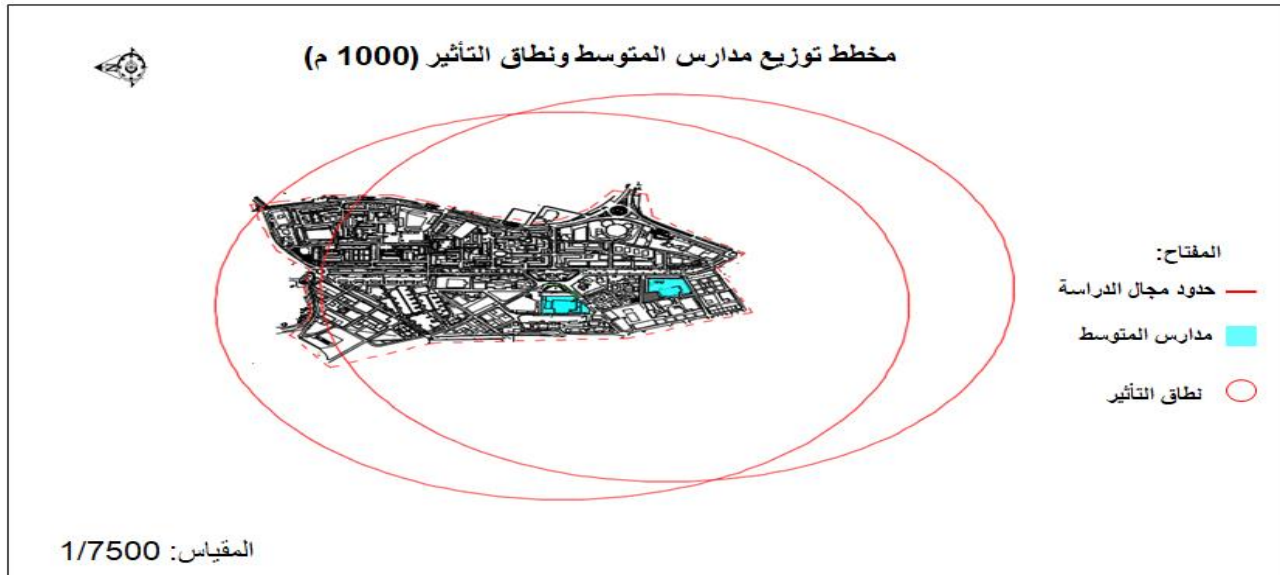 مخطط توزيع مدارس المتوسط ونطاق التأثير (1000 م)
المفتاح:
حدود مجال الدراسة
مدارس المتوسط
نطاق التأثير
المقياس: 1/7500